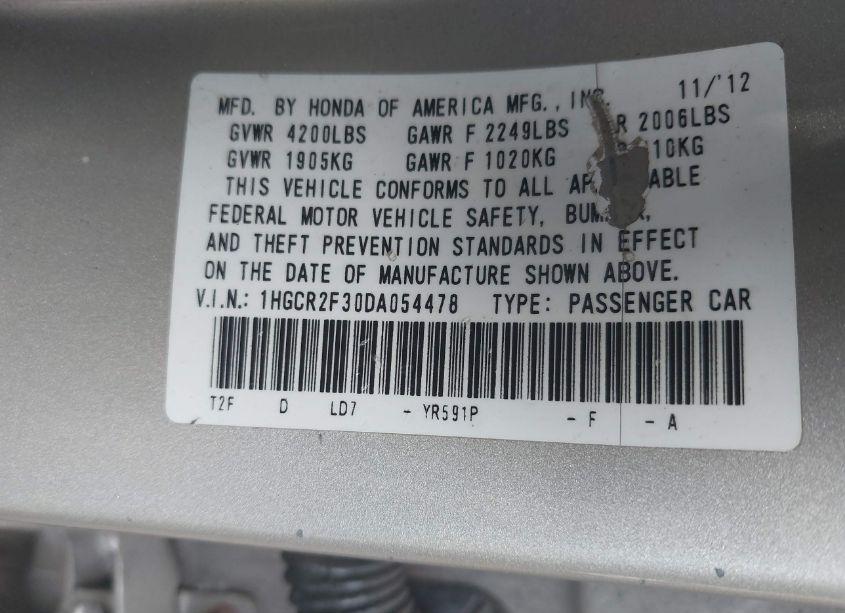 MFD. BY HONDA OF AMERICA MFG., INC. 11/'12
GVWR 4200LBS GAWR F 2249LBS R 2006LBS
GVWR 1905KG GAWR F 1020KG 10KG
THIS VEHICLE CONFORMS TO ALL
FEDERAL MOTOR VEHICLE SAFETY,
AND THEFT PREVENTION STANDARDS IN EFFECT
ON THE DATE OF MANUFACTURE SHOWN ABOVE.
V.I.N.: 1HGCR2F30DA054478 TYPE: PASSENGER CAR
T2F D LD7 - YR591P - F - A